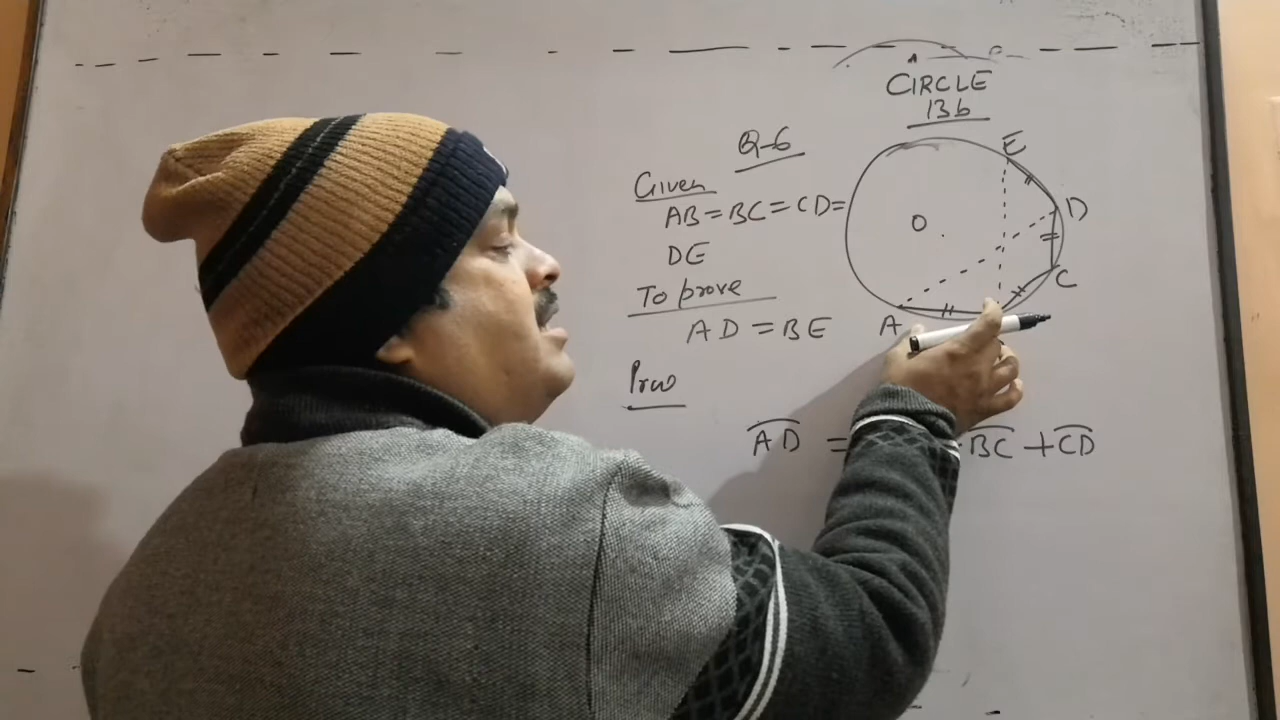 CIRCLE
13b
Q-6
Given
AB = BC = CD =
DE
To prove
AD = BE
Proo
AD = BC + CD
E
D
O
C
A